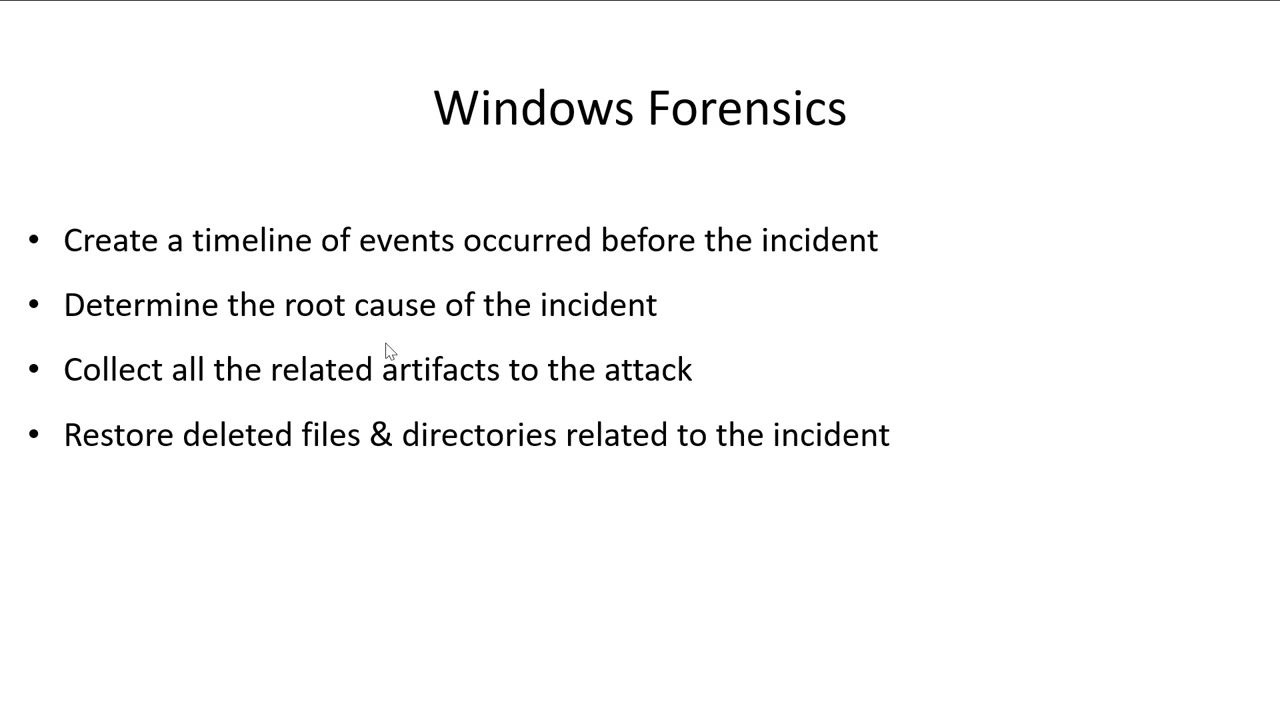 Windows Forensics
• Create a timeline of events occurred before the incident
• Determine the root cause of the incident
• Collect all the related artifacts to the attack
• Restore deleted files & directories related to the incident